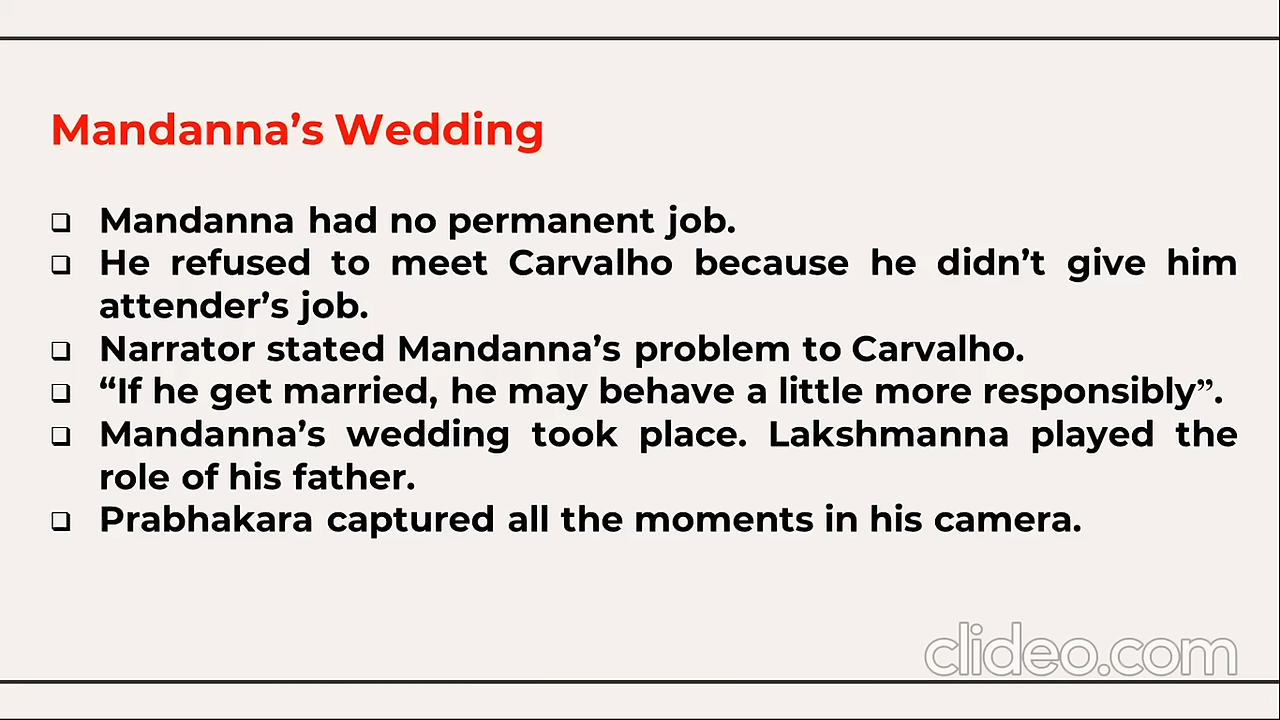 Mandanna’s Wedding
❑ Mandanna had no permanent job.
❑ He refused to meet Carvalho because he didn’t give him
attender’s job.
❑ Narrator stated Mandanna’s problem to Carvalho.
❑ “If he get married, he may behave a little more responsibly”.
❑ Mandanna’s wedding took place. Lakshmanna played the
role of his father.
❑ Prabhakara captured all the moments in his camera.
clideo.com